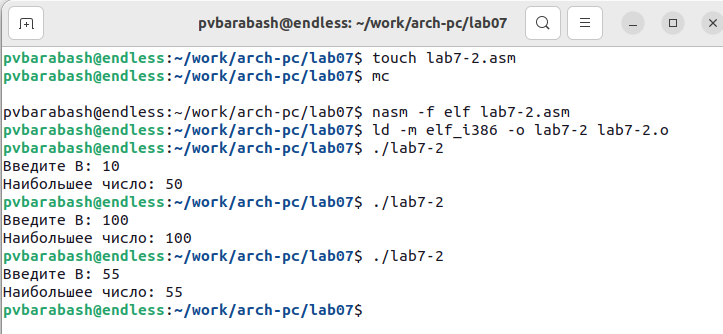 pvbarabash@endless: ~/work/arch-pc/lab07
pvbarabash@endless:~/work/arch-pc/lab07$ touch lab7-2.asm
pvbarabash@endless:~/work/arch-pc/lab07$ mc
pvbarabash@endless:~/work/arch-pc/lab07$ nasm -f elf lab7-2.asm
pvbarabash@endless:~/work/arch-pc/lab07$ ld -m elf_i386 -o lab7-2 lab7-2.o
pvbarabash@endless:~/work/arch-pc/lab07$ ./lab7-2
Введите B: 10
Наибольшее число: 50
pvbarabash@endless:~/work/arch-pc/lab07$ ./lab7-2
Введите B: 100
Наибольшее число: 100
pvbarabash@endless:~/work/arch-pc/lab07$ ./lab7-2
Введите B: 55
Наибольшее число: 55
pvbarabash@endless:~/work/arch-pc/lab07$